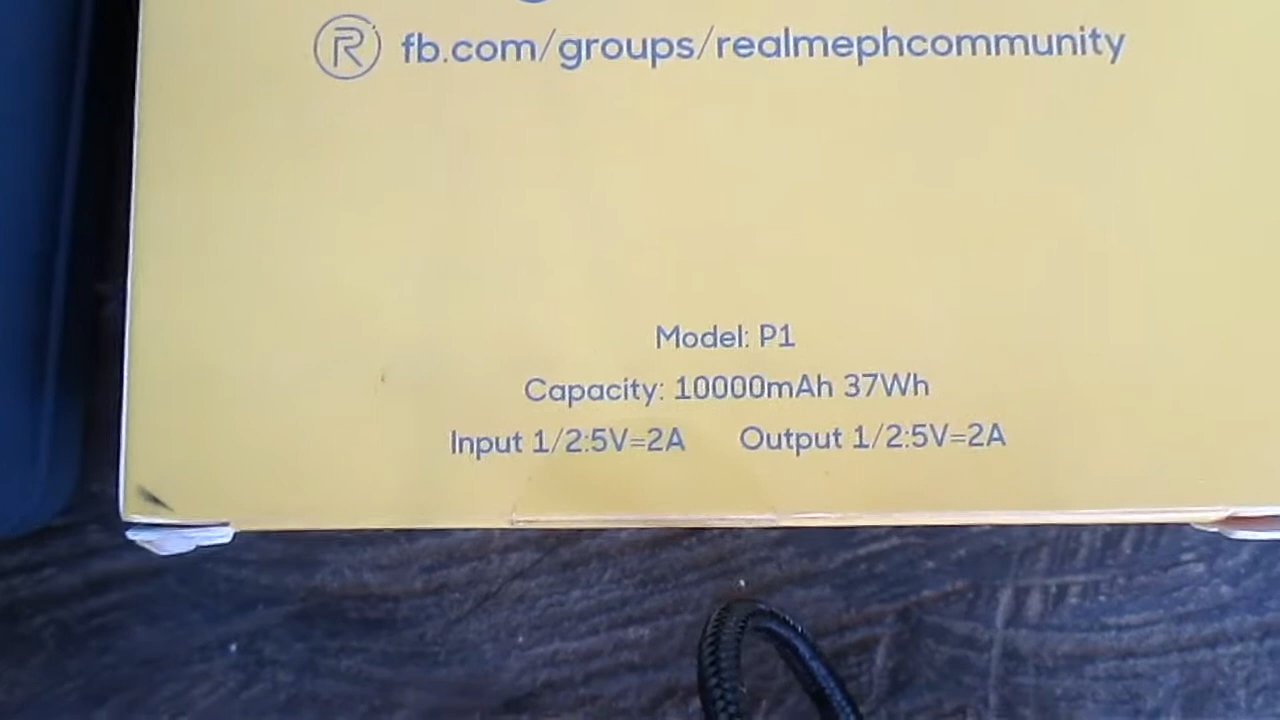 R fb.com/groups/realmephcommunity
Model: P1
Capacity: 10000mAh 37Wh
Input 1/2:5V=2A Output 1/2:5V=2A